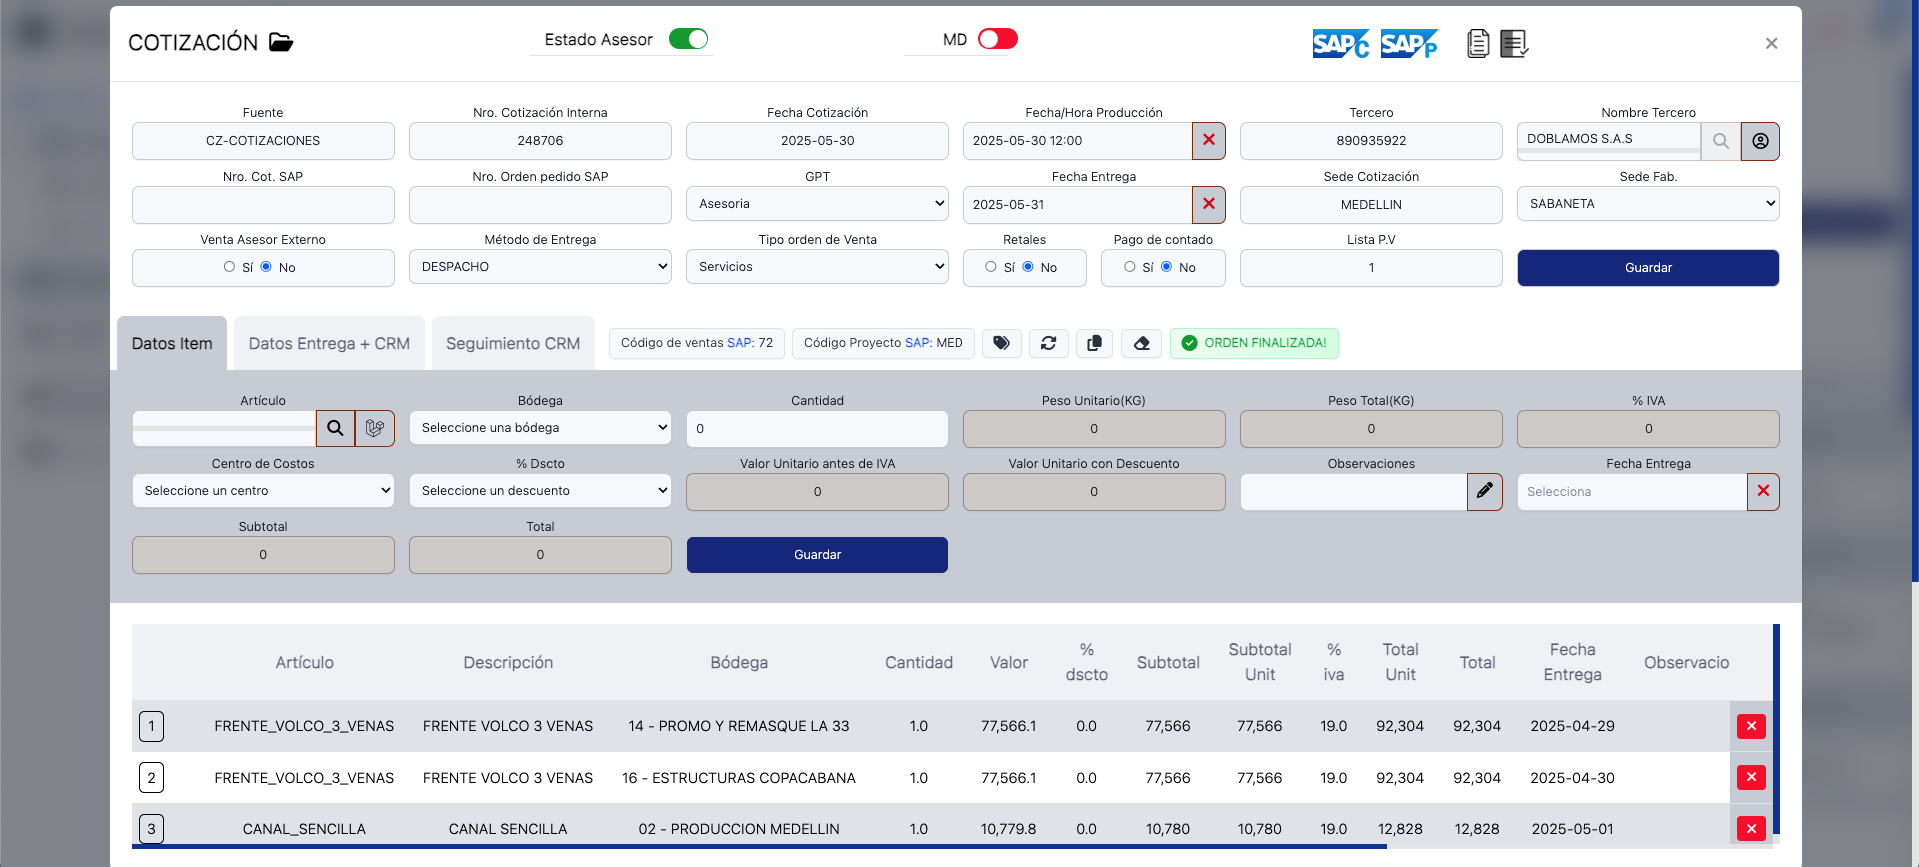 COTIZACIÓN
Estado Asesor
MD
SAP C
SAP P
×
Fuente
Nro. Cotización Interna
Fecha Cotización
Fecha/Hora Producción
Tercero
Nombre Tercero
CZ-COTIZACIONES
248706
2025-05-30
2025-05-30 12:00
890935922
DOBLAMOS S.A.S
Nro. Cot. SAP
Nro. Orden pedido SAP
GPT
Fecha Entrega
Sede Cotización
Sede Fab.
Asesoria
2025-05-31
MEDELLIN
SABANETA
Venta Asesor Externo
Método de Entrega
Tipo orden de Venta
Retales
Pago de contado
Lista P.V
Sí No
DESPACHO
Servicios
Sí No
Sí No
1
Guardar
Datos Item
Datos Entrega + CRM
Seguimiento CRM
Código de ventas SAP: 72
Código Proyecto SAP: MED
ORDEN FINALIZADA!
Artículo
Bódega
Cantidad
Peso Unitario(KG)
Peso Total(KG)
% IVA
Seleccione una bódega
0
0
0
0
Centro de Costos
% Dscto
Valor Unitario antes de IVA
Valor Unitario con Descuento
Observaciones
Fecha Entrega
Seleccione un centro
Seleccione un descuento
0
0
Selecciona
Subtotal
Total
0
0
Guardar
Artículo Descripción Bódega Cantidad Valor % dscto Subtotal Subtotal Unit % iva Total Unit Total Fecha Entrega Observacio
1 FRENTE_VOLCO_3_VENAS FRENTE VOLCO 3 VENAS 14 - PROMO Y REMASQUE LA 33 1.0 77,566.1 0.0 77,566 77,566 19.0 92,304 92,304 2025-04-29
2 FRENTE_VOLCO_3_VENAS FRENTE VOLCO 3 VENAS 16 - ESTRUCTURAS COPACABANA 1.0 77,566.1 0.0 77,566 77,566 19.0 92,304 92,304 2025-04-30
3 CANAL_SENCILLA CANAL SENCILLA 02 - PRODUCCION MEDELLIN 1.0 10,779.8 0.0 10,780 10,780 19.0 12,828 12,828 2025-05-01